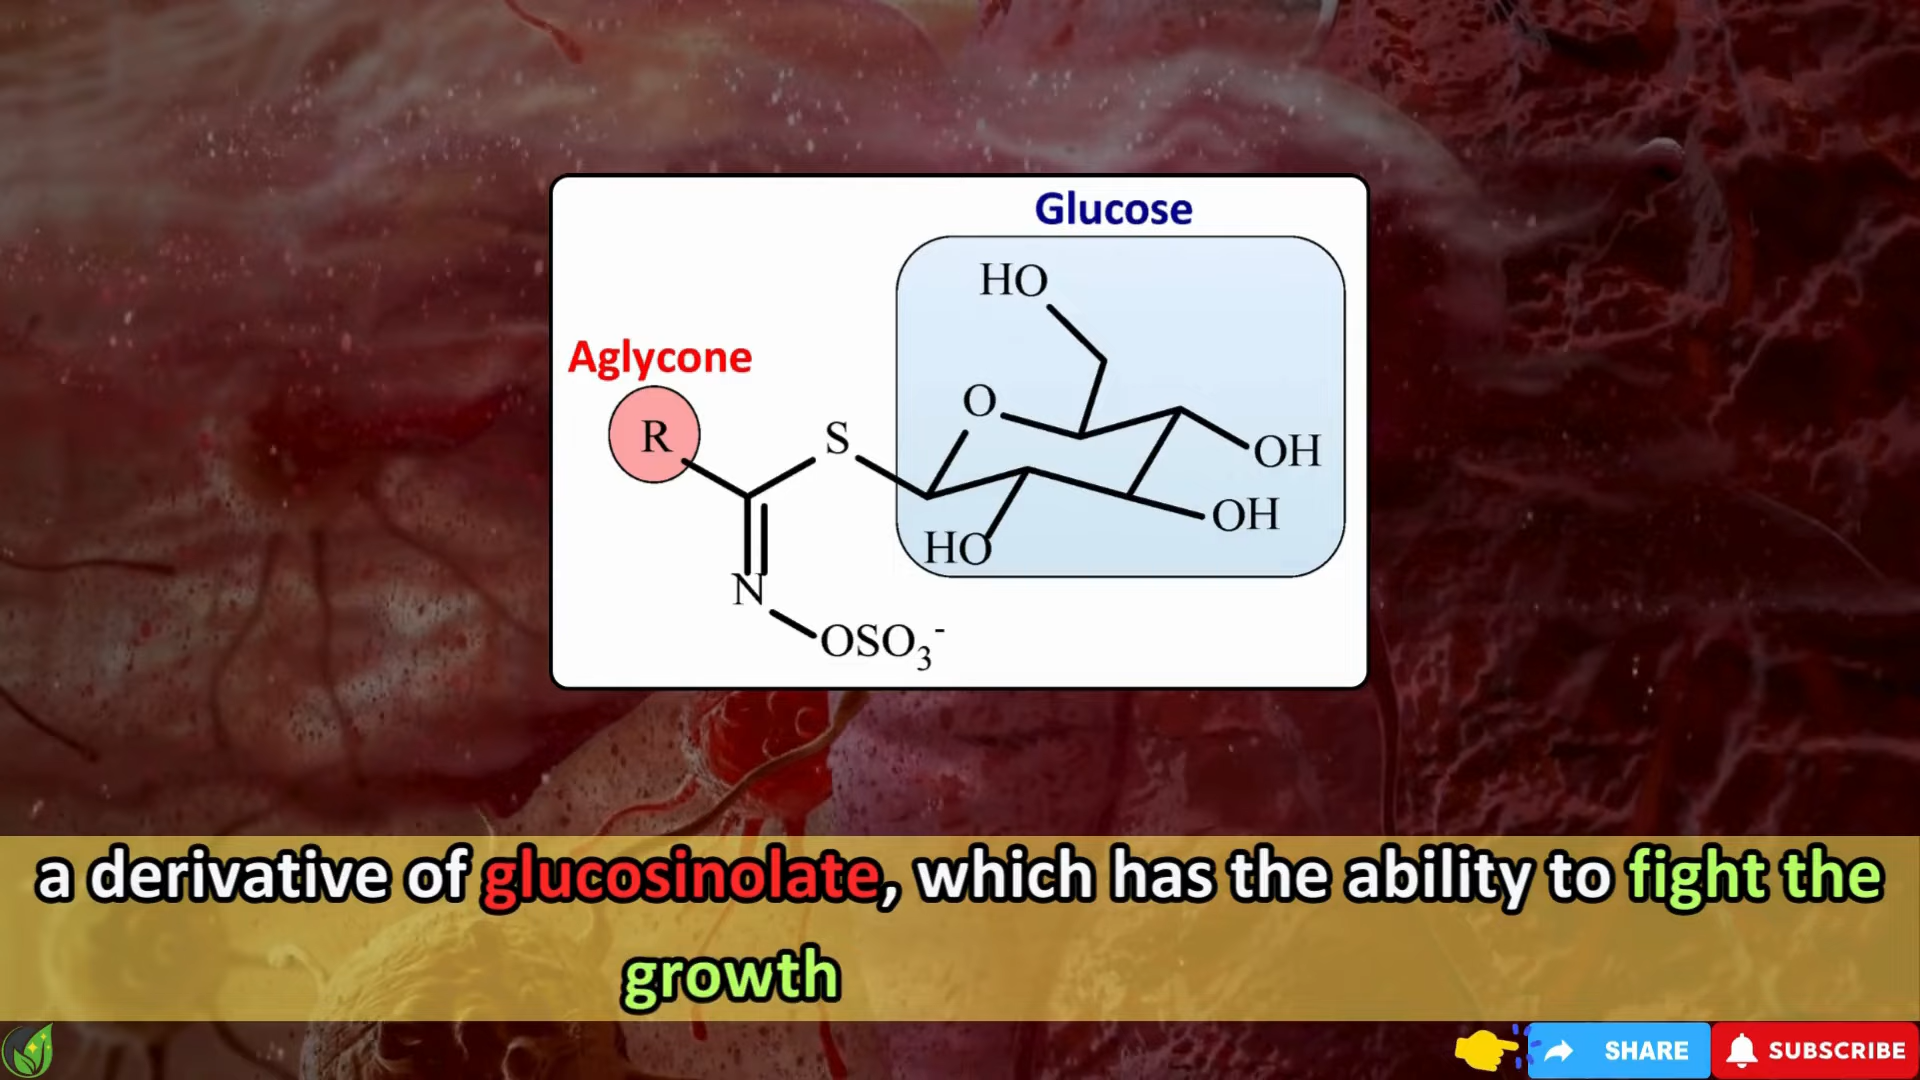 Glucose
HO
Aglycone
O
R
S
OH
OH
HO
N
OSO3-
a derivative of glucosinolate, which has the ability to fight the
growth
SHARE
SUBSCRIBE